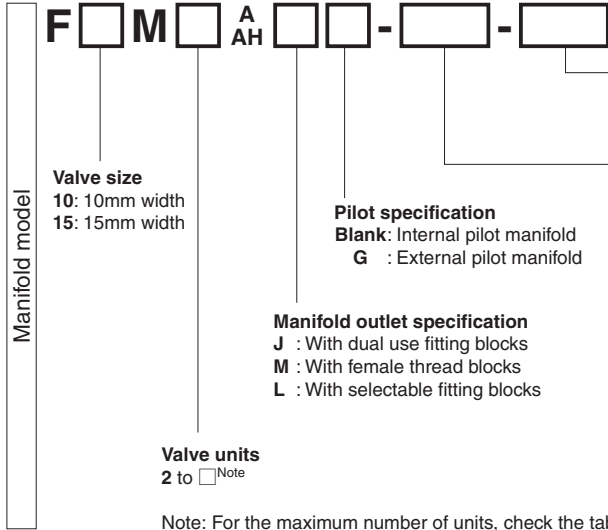 F□M□ A AH □□-□-□
Manifold model
Valve size
10: 10mm width
15: 15mm width
Pilot specification
Blank: Internal pilot manifold
G : External pilot manifold
Manifold outlet specification
J : With dual use fitting blocks
M : With female thread blocks
L : With selectable fitting blocks
Valve units
2 to □Note
Note: For the maximum number of units, check the